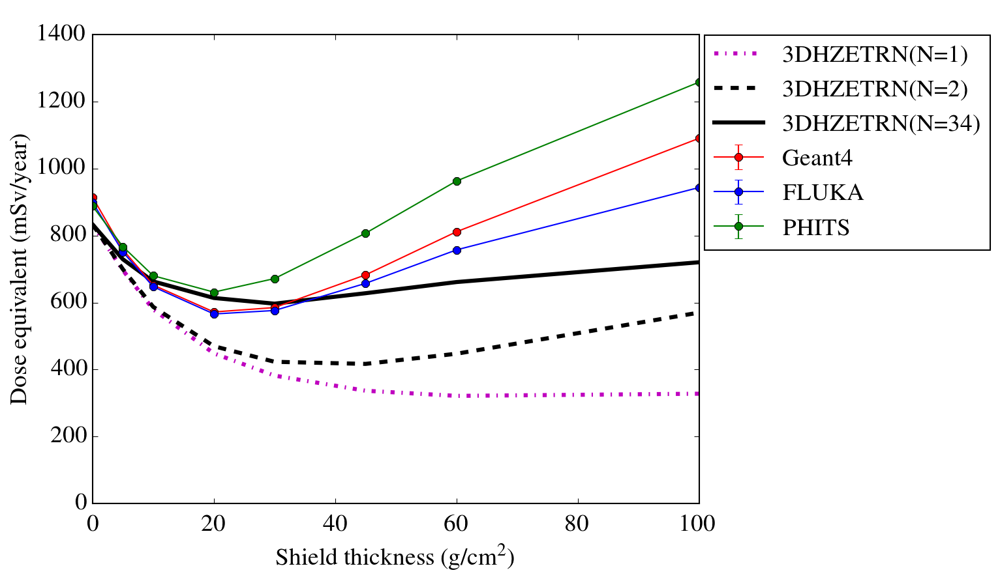 1400
1200
1000
800
600
400
200
0
0 20 40 60 80 100
Dose equivalent (mSv/year)
Shield thickness (g/cm²)
3DHZETRN(N=1)
3DHZETRN(N=2)
3DHZETRN(N=34)
Geant4
FLUKA
PHITS